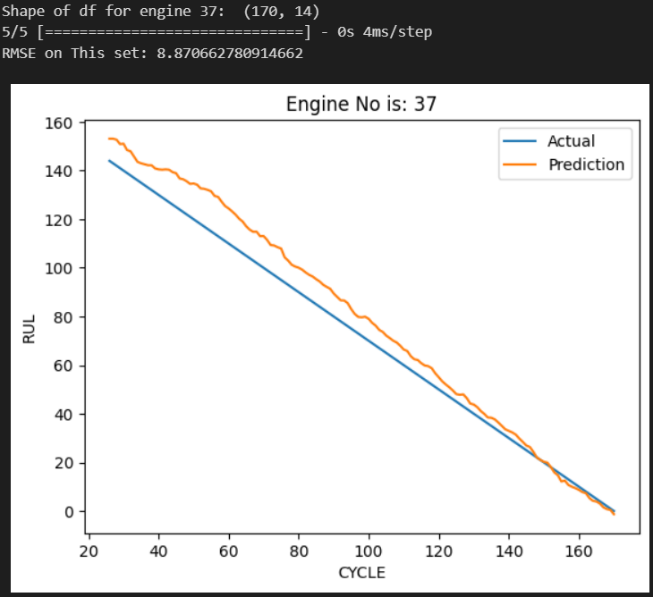 Shape of df for engine 37:  (170, 14)
5/5 [==============================] - 0s 4ms/step
RMSE on This set: 8.870662780914662
Engine No is: 37
Actual
Prediction
160
140
120
100
80
60
40
20
0
RUL
20 40 60 80 100 120 140 160
CYCLE